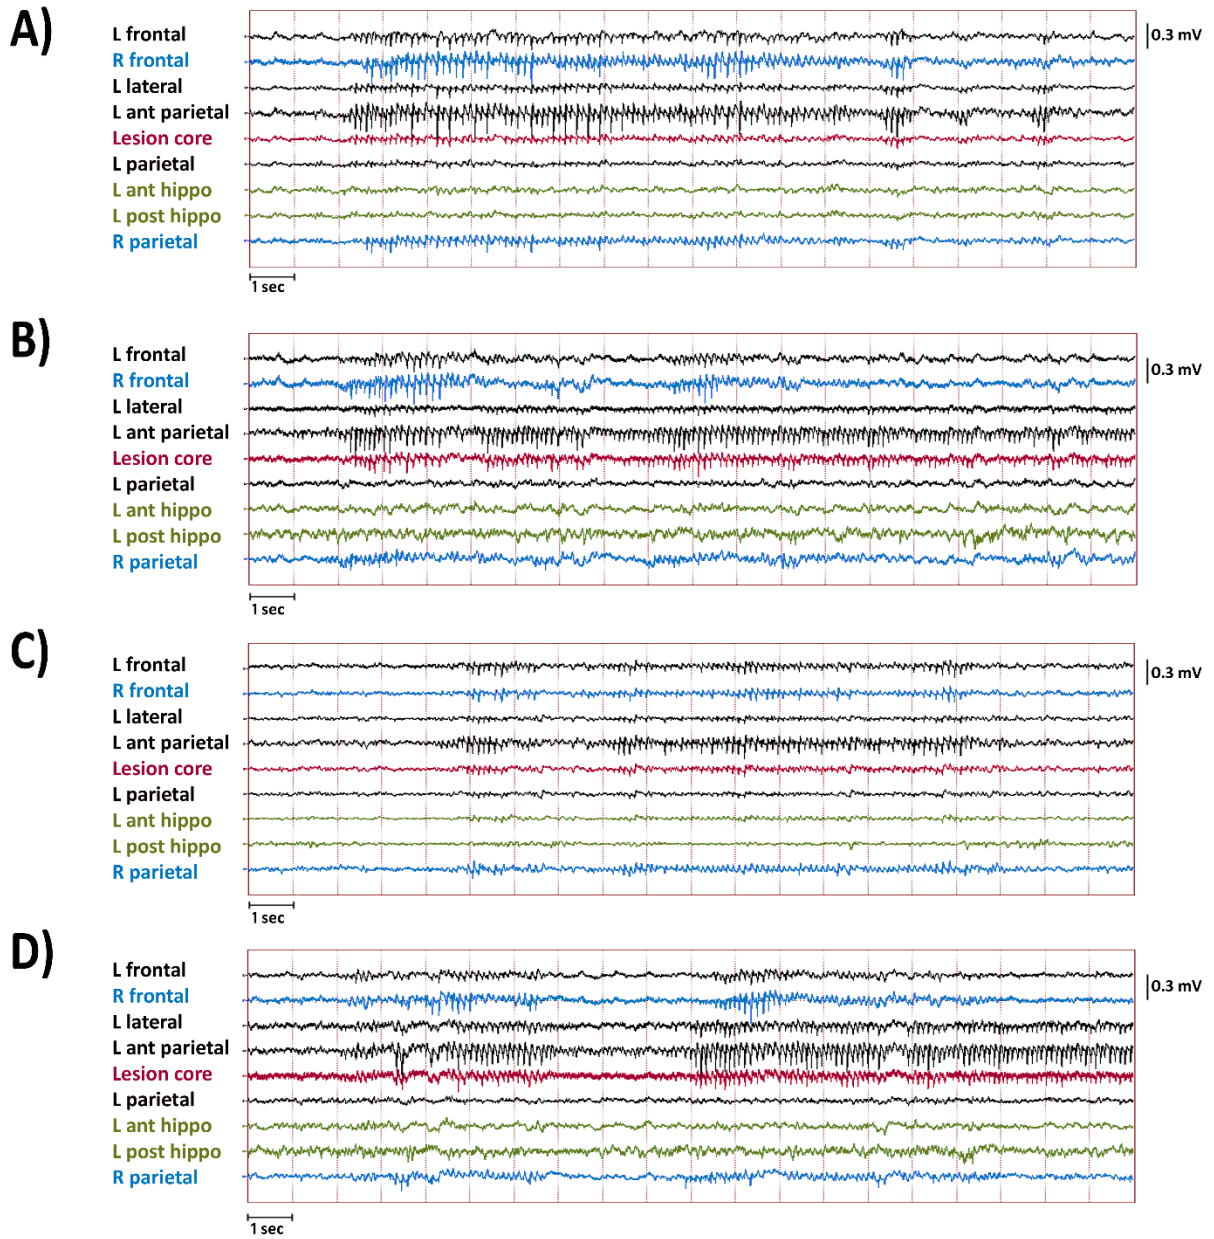 A)
L frontal
R frontal
L lateral
L ant parietal
Lesion core
L parietal
L ant hippo
L post hippo
R parietal
0.3 mV
1 sec
B)
L frontal
R frontal
L lateral
L ant parietal
Lesion core
L parietal
L ant hippo
L post hippo
R parietal
0.3 mV
1 sec
C)
L frontal
R frontal
L lateral
L ant parietal
Lesion core
L parietal
L ant hippo
L post hippo
R parietal
0.3 mV
1 sec
D)
L frontal
R frontal
L lateral
L ant parietal
Lesion core
L parietal
L ant hippo
L post hippo
R parietal
0.3 mV
1 sec